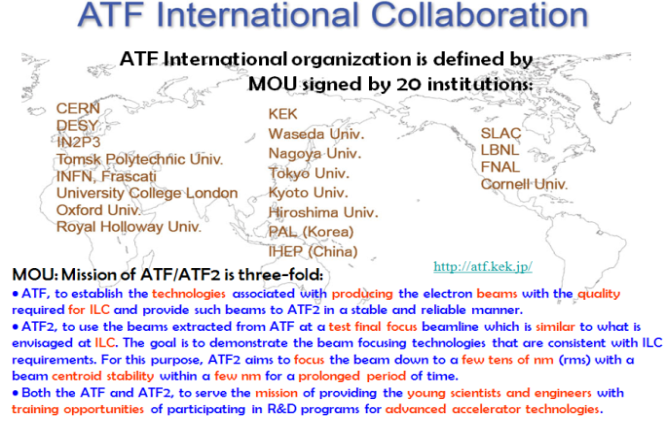 ATF International Collaboration
ATF International organization is defined by
MOU signed by 20 institutions:
CERN
DESY
IN2P3
Tomsk Polytechnic Univ.
INFN, Frascati
University College London
Oxford Univ.
Royal Holloway Univ.
KEK
Waseda Univ.
Nagoya Univ.
Tokyo Univ.
Kyoto Univ.
Hiroshima Univ.
PAL (Korea)
IHEP (China)
SLAC
LBNL
FNAL
Cornell Univ.
http://atf.kek.jp/
MOU: Mission of ATF/ATF2 is three-fold:
• ATF, to establish the technologies associated with producing the electron beams with the quality
required for ILC and provide such beams to ATF2 in a stable and reliable manner.
• ATF2, to use the beams extracted from ATF at a test final focus beamline which is similar to what is
envisaged at ILC. The goal is to demonstrate the beam focusing technologies that are consistent with ILC
requirements. For this purpose, ATF2 aims to focus the beam down to a few tens of nm (rms) with a
beam centroid stability within a few nm for a prolonged period of time.
• Both the ATF and ATF2, to serve the mission of providing the young scientists and engineers with
training opportunities of participating in R&D programs for advanced accelerator technologies.